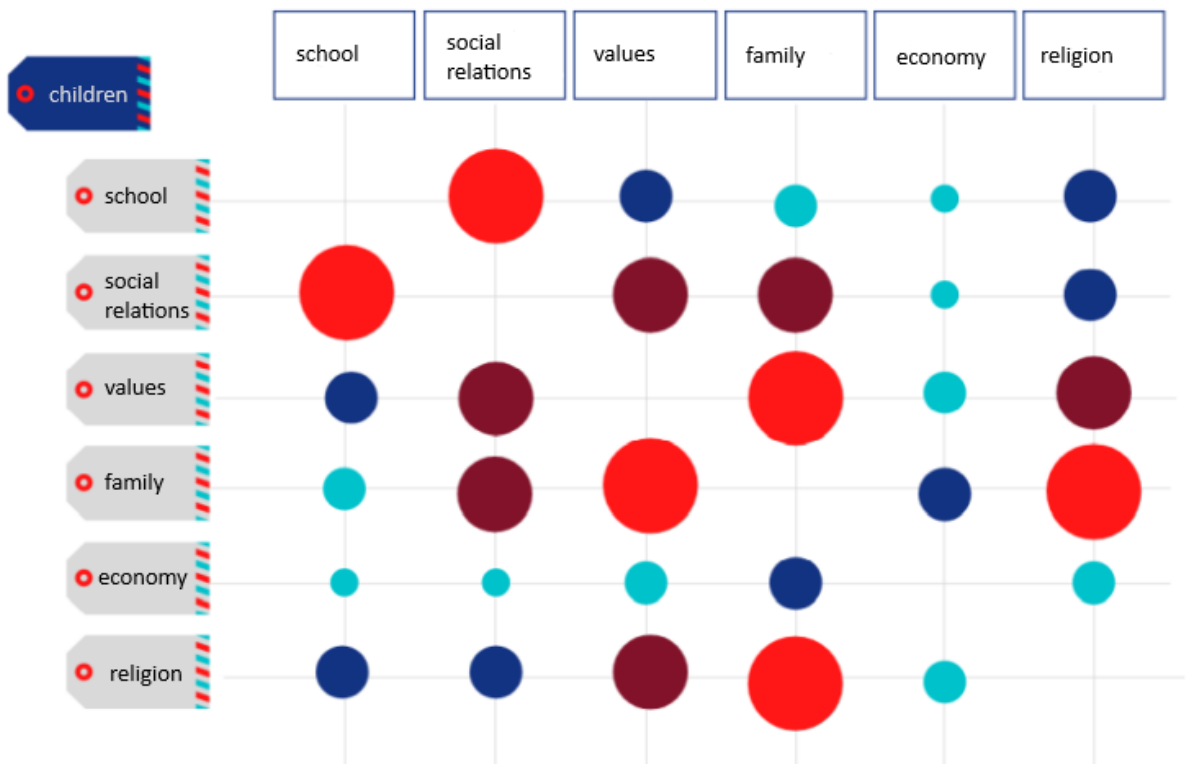 school
social
relations
values
family
economy
religion
children
school
social
relations
values
family
economy
religion